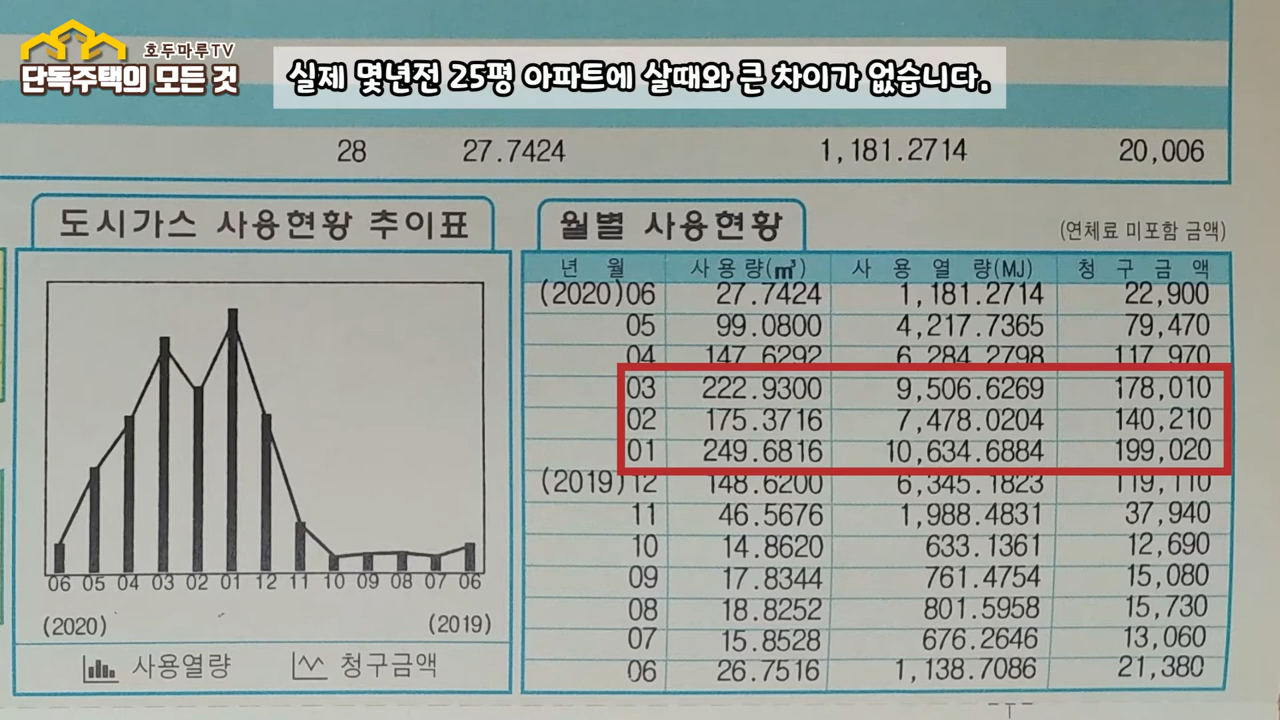 호두마루TV
단독주택의 모든 것
실제 몇년전 25평 아파트에 살때와 큰 차이가 없습니다.
28 27.7424 1,181.2714 20,006
도시가스 사용현황 추이표
06 05 04 03 02 01 12 11 10 09 08 07 06
(2020) (2019)
사용열량 청구금액
월별 사용현황
(연체료 미포함 금액)
년 월 사용량(㎥) 사 용 열 량(MJ) 청 구 금 액
(2020)06 27.7424 1,181.2714 22,900
05 99.0800 4,217.7365 79,470
04 147.6292 6,284.2798 117,970
03 222.9300 9,506.6269 178,010
02 175.3716 7,478.0204 140,210
01 249.6816 10,634.6884 199,020
(2019)12 148.6200 6,345.1823 119,110
11 46.5676 1,988.4831 37,940
10 14.8620 633.1361 12,690
09 17.8344 761.4754 15,080
08 18.8252 801.5958 15,730
07 15.8528 676.2646 13,060
06 26.7516 1,138.7086 21,380